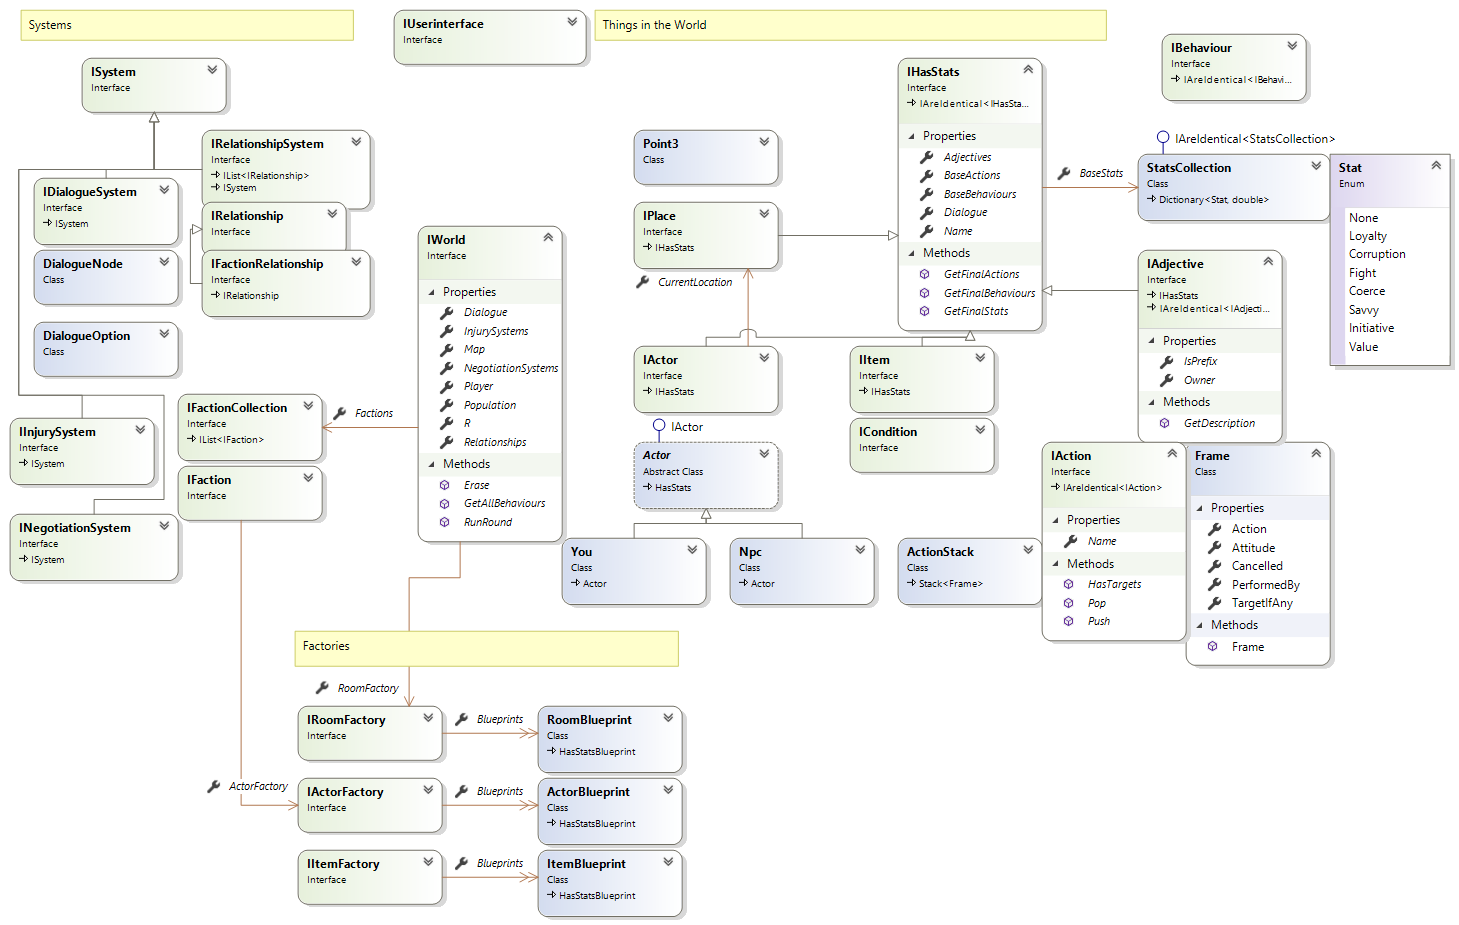 Systems
IUserinterface
Interface
Things in the World
ISystem
Interface
IRelationshipSystem
Interface
IList<IRelationship>
ISystem
IDialogueSystem
Interface
ISystem
IRelationship
Interface
DialogueNode
Class
IFactionRelationship
Interface
IRelationship
DialogueOption
Class
IFactionCollection
Interface
IList<IFaction>
Factions
IInjurySystem
Interface
ISystem
IFaction
Interface
INegotiationSystem
Interface
ISystem
IWorld
Interface
Properties
Dialogue
InjurySystems
Map
NegotiationSystems
Player
Population
R
Relationships
Methods
Erase
GetAllBehaviours
RunRound
Point3
Class
IPlace
Interface
IHasStats
CurrentLocation
IActor
Interface
IHasStats
IActor
Actor
Abstract Class
HasStats
You
Class
Actor
Npc
Class
Actor
IHasStats
Interface
IAreIdentical<IHasSta...
Properties
Adjectives
BaseActions
BaseBehaviours
Dialogue
Name
Methods
GetFinalActions
GetFinalBehaviours
GetFinalStats
BaseStats
IItem
Interface
IHasStats
ICondition
Interface
ActionStack
Class
Stack<Frame>
IBehaviour
Interface
IAreIdentical<IBehavi...
IAreIdentical<StatsCollection>
StatsCollection
Class
Dictionary<Stat, double>
Stat
Enum
None
Loyalty
Corruption
Fight
Coerce
Savvy
Initiative
Value
IAdjective
Interface
IHasStats
IAreIdentical<IAdjecti...
Properties
IsPrefix
Owner
Methods
GetDescription
IAction
Interface
IAreIdentical<IAction>
Properties
Name
Methods
HasTargets
Pop
Push
Frame
Class
Properties
Action
Attitude
Cancelled
PerformedBy
TargetIfAny
Methods
Frame
Factories
RoomFactory
IRoomFactory
Interface
Blueprints
RoomBlueprint
Class
HasStatsBlueprint
ActorFactory
IActorFactory
Interface
Blueprints
ActorBlueprint
Class
HasStatsBlueprint
IItemFactory
Interface
Blueprints
ItemBlueprint
Class
HasStatsBlueprint